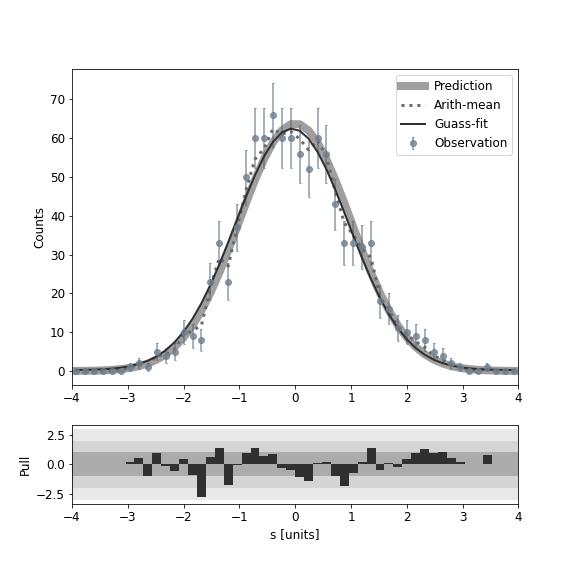 Prediction
Arith-mean
Guass-fit
Observation
70
60
50
40
30
20
10
0
Counts
−4 −3 −2 −1 0 1 2 3 4
2.5
0.0
−2.5
Pull
−4 −3 −2 −1 0 1 2 3 4
s [units]